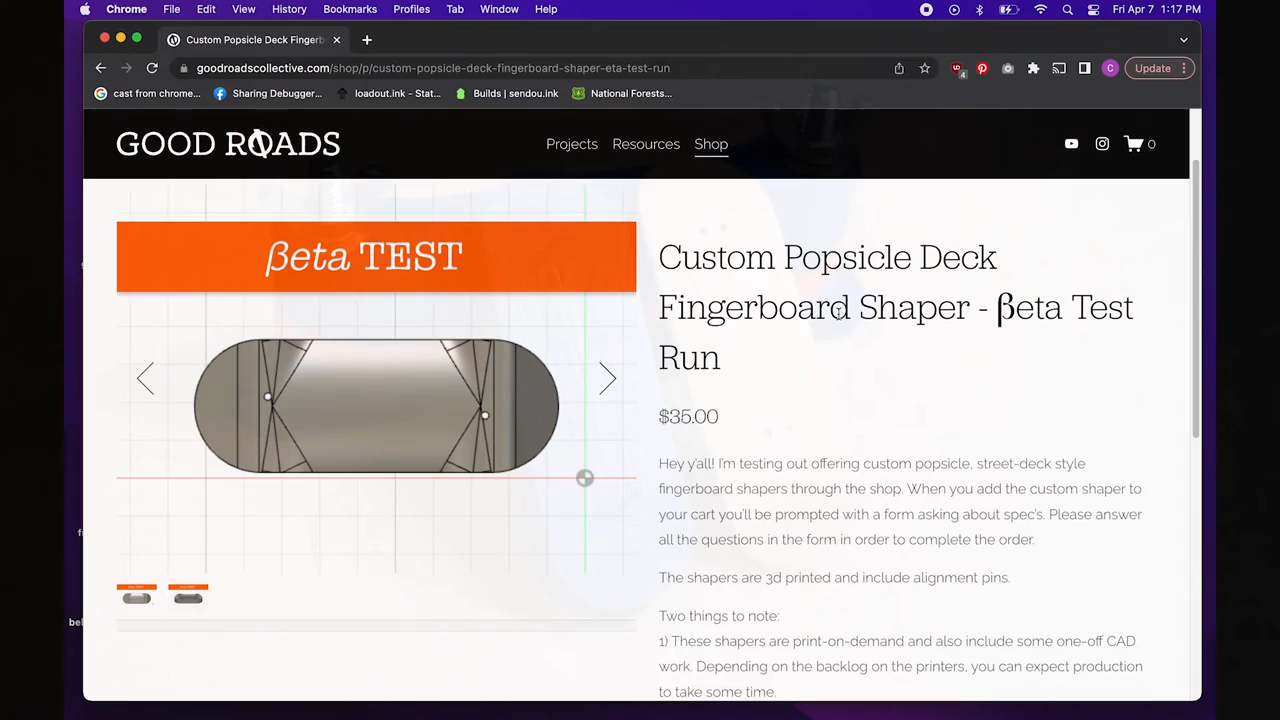 Chrome File Edit View History Bookmarks Profiles Tab Window Help Fri Apr 7 1:17 PM
Custom Popsicle Deck Fingerb
goodroadscollective.com/shop/p/custom-popsicle-deck-fingerboard-shaper-eta-test-run
4 C Update
cast from chrome... Sharing Debugger... loadout.ink - Stat... Builds | sendou.ink National Forests...
GOOD ROADS Projects Resources Shop 0
βeta TEST
Custom Popsicle Deck
Fingerboard Shaper - βeta Test
Run
$35.00
Hey y'all! I'm testing out offering custom popsicle, street-deck style
fingerboard shapers through the shop. When you add the custom shaper to
your cart you'll be prompted with a form asking about spec's. Please answer
all the questions in the form in order to complete the order.
The shapers are 3d printed and include alignment pins.
Two things to note:
1) These shapers are print-on-demand and also include some one-off CAD
work. Depending on the backlog on the printers, you can expect production
to take some time.